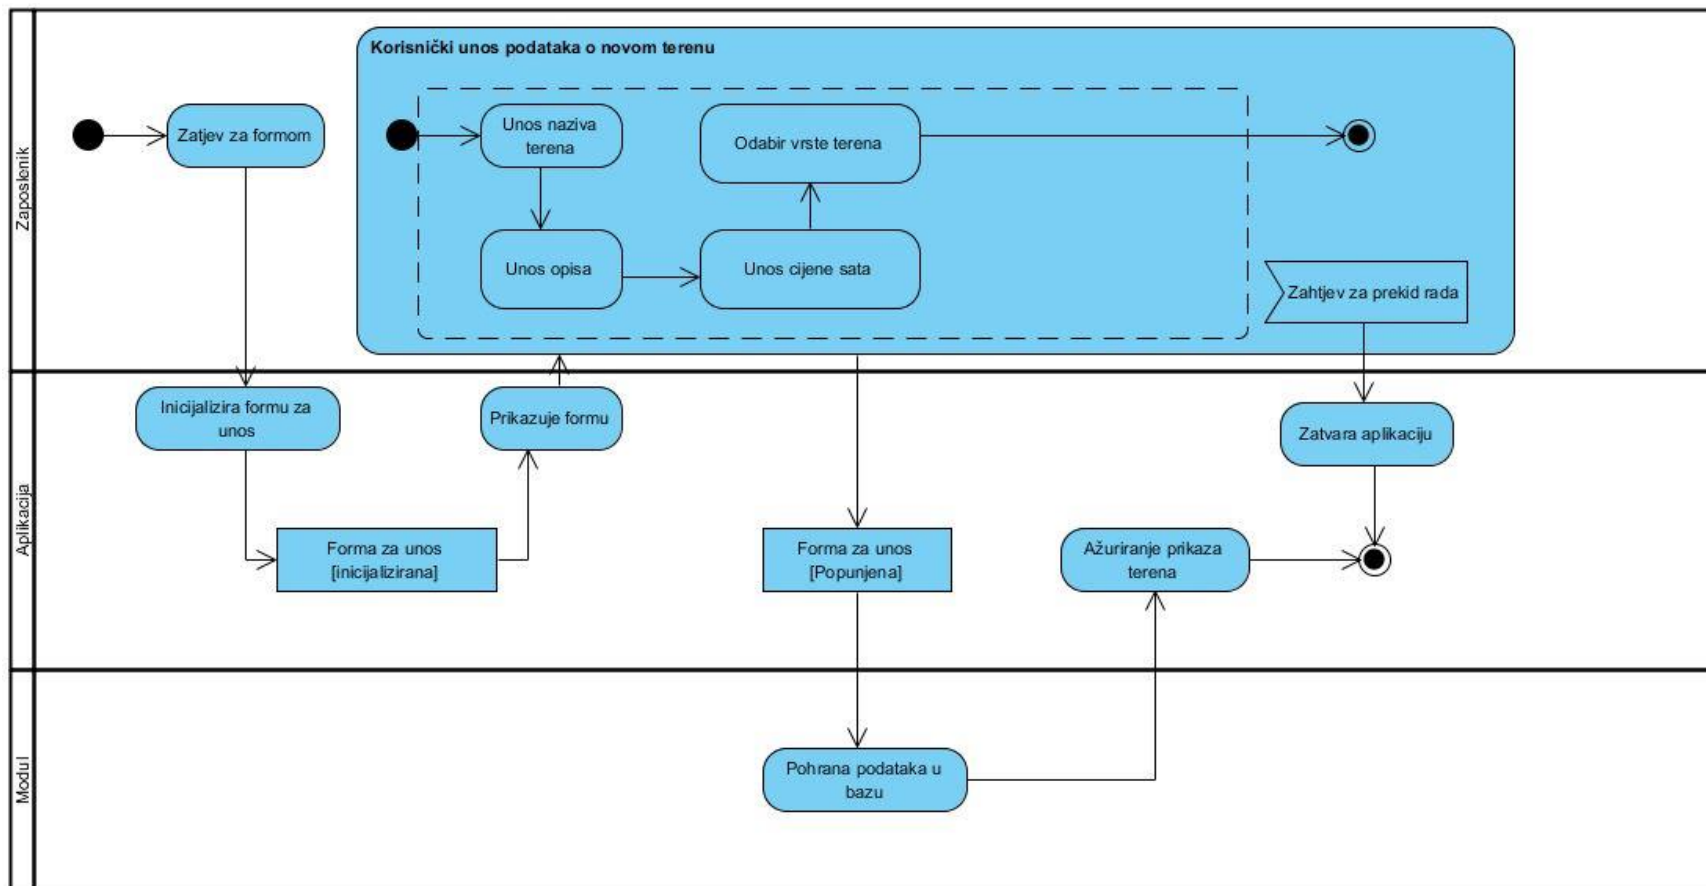 Zaposlenik
Korisnički unos podataka o novom terenu
Zatjev za formom
Unos naziva
terena
Odabir vrste terena
Unos opisa
Unos cijene sata
Zahtjev za prekid rada
Aplikacija
Inicijalizira formu za
unos
Prikazuje formu
Zatvara aplikaciju
Forma za unos
[inicijalizirana]
Forma za unos
[Popunjena]
Ažuriranje prikaza
terena
Modul
Pohrana podataka u
bazu